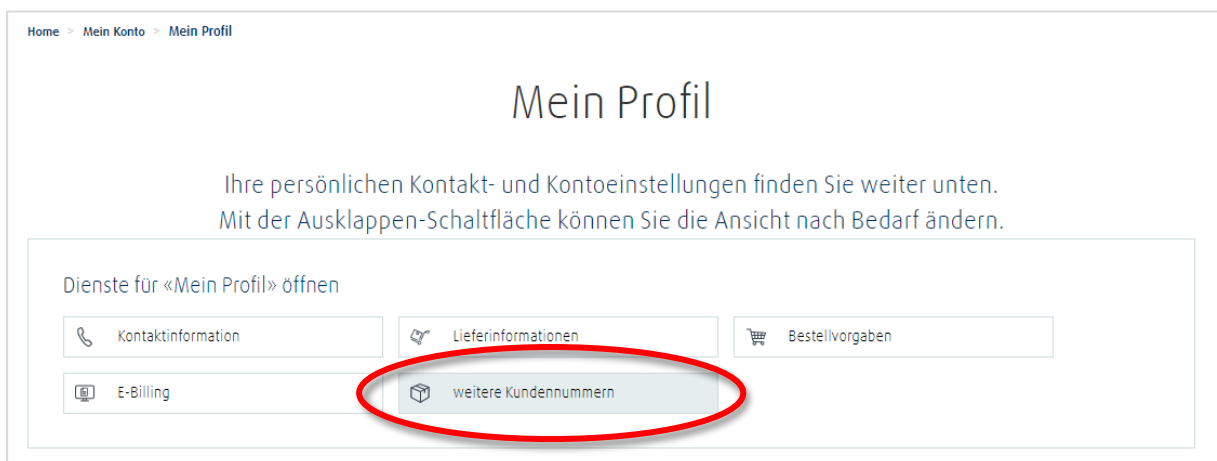 Home > Mein Konto > Mein Profil
Mein Profil
Ihre persönlichen Kontakt- und Kontoeinstellungen finden Sie weiter unten.
Mit der Ausklappen-Schaltfläche können Sie die Ansicht nach Bedarf ändern.
Dienste für «Mein Profil» öffnen
Kontaktinformation
Lieferinformationen
Bestellvorgaben
E-Billing
weitere Kundennummern